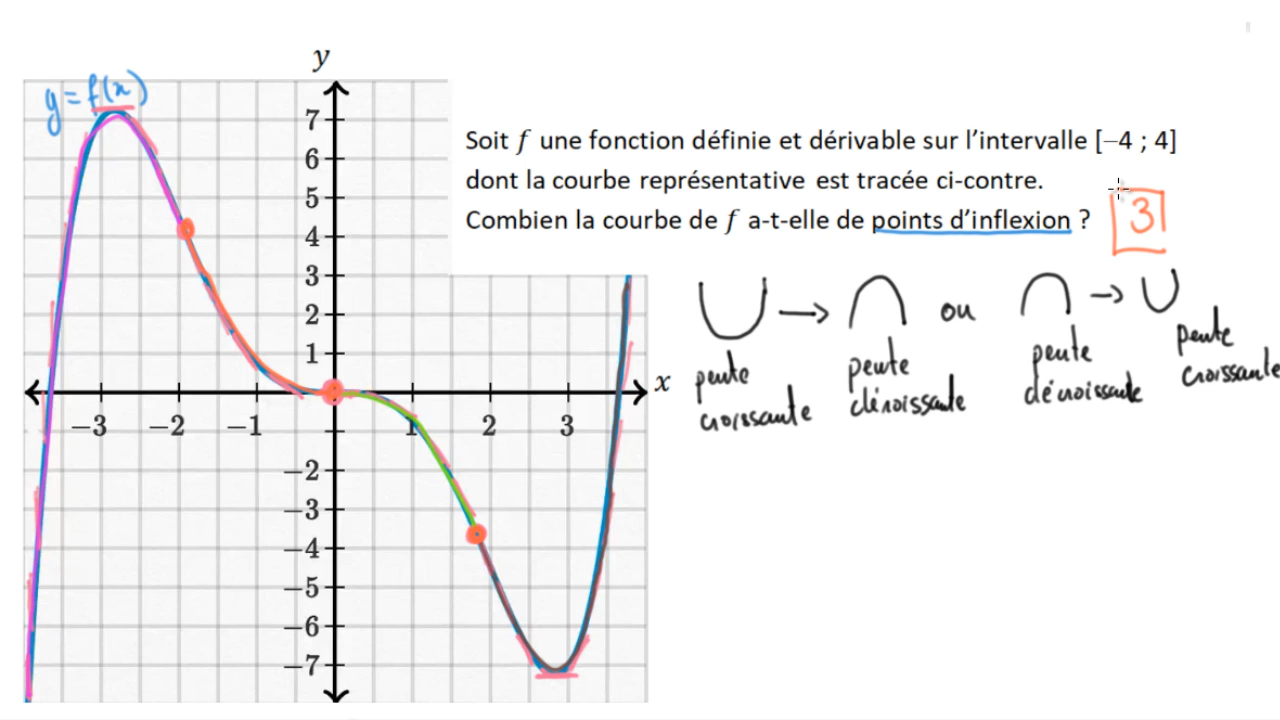 y
y = f(x)
7
6
5
4
3
2
1
x
−3 −2 −1 1 2 3
−2
−3
−4
−5
−6
−7
Soit f une fonction définie et dérivable sur l’intervalle [−4 ; 4]
dont la courbe représentative est tracée ci-contre.
Combien la courbe de f a-t-elle de points d’inflexion ? 3
→ ou →
pente croissante
pente décroissante
pente décroissante
pente croissante